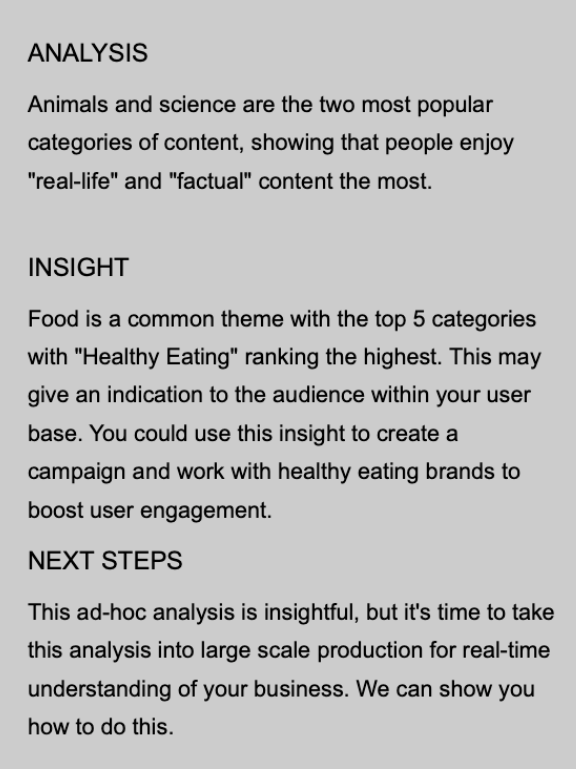 ANALYSIS
Animals and science are the two most popular
categories of content, showing that people enjoy
"real-life" and "factual" content the most.
INSIGHT
Food is a common theme with the top 5 categories
with "Healthy Eating" ranking the highest. This may
give an indication to the audience within your user
base. You could use this insight to create a
campaign and work with healthy eating brands to
boost user engagement.
NEXT STEPS
This ad-hoc analysis is insightful, but it's time to take
this analysis into large scale production for real-time
understanding of your business. We can show you
how to do this.